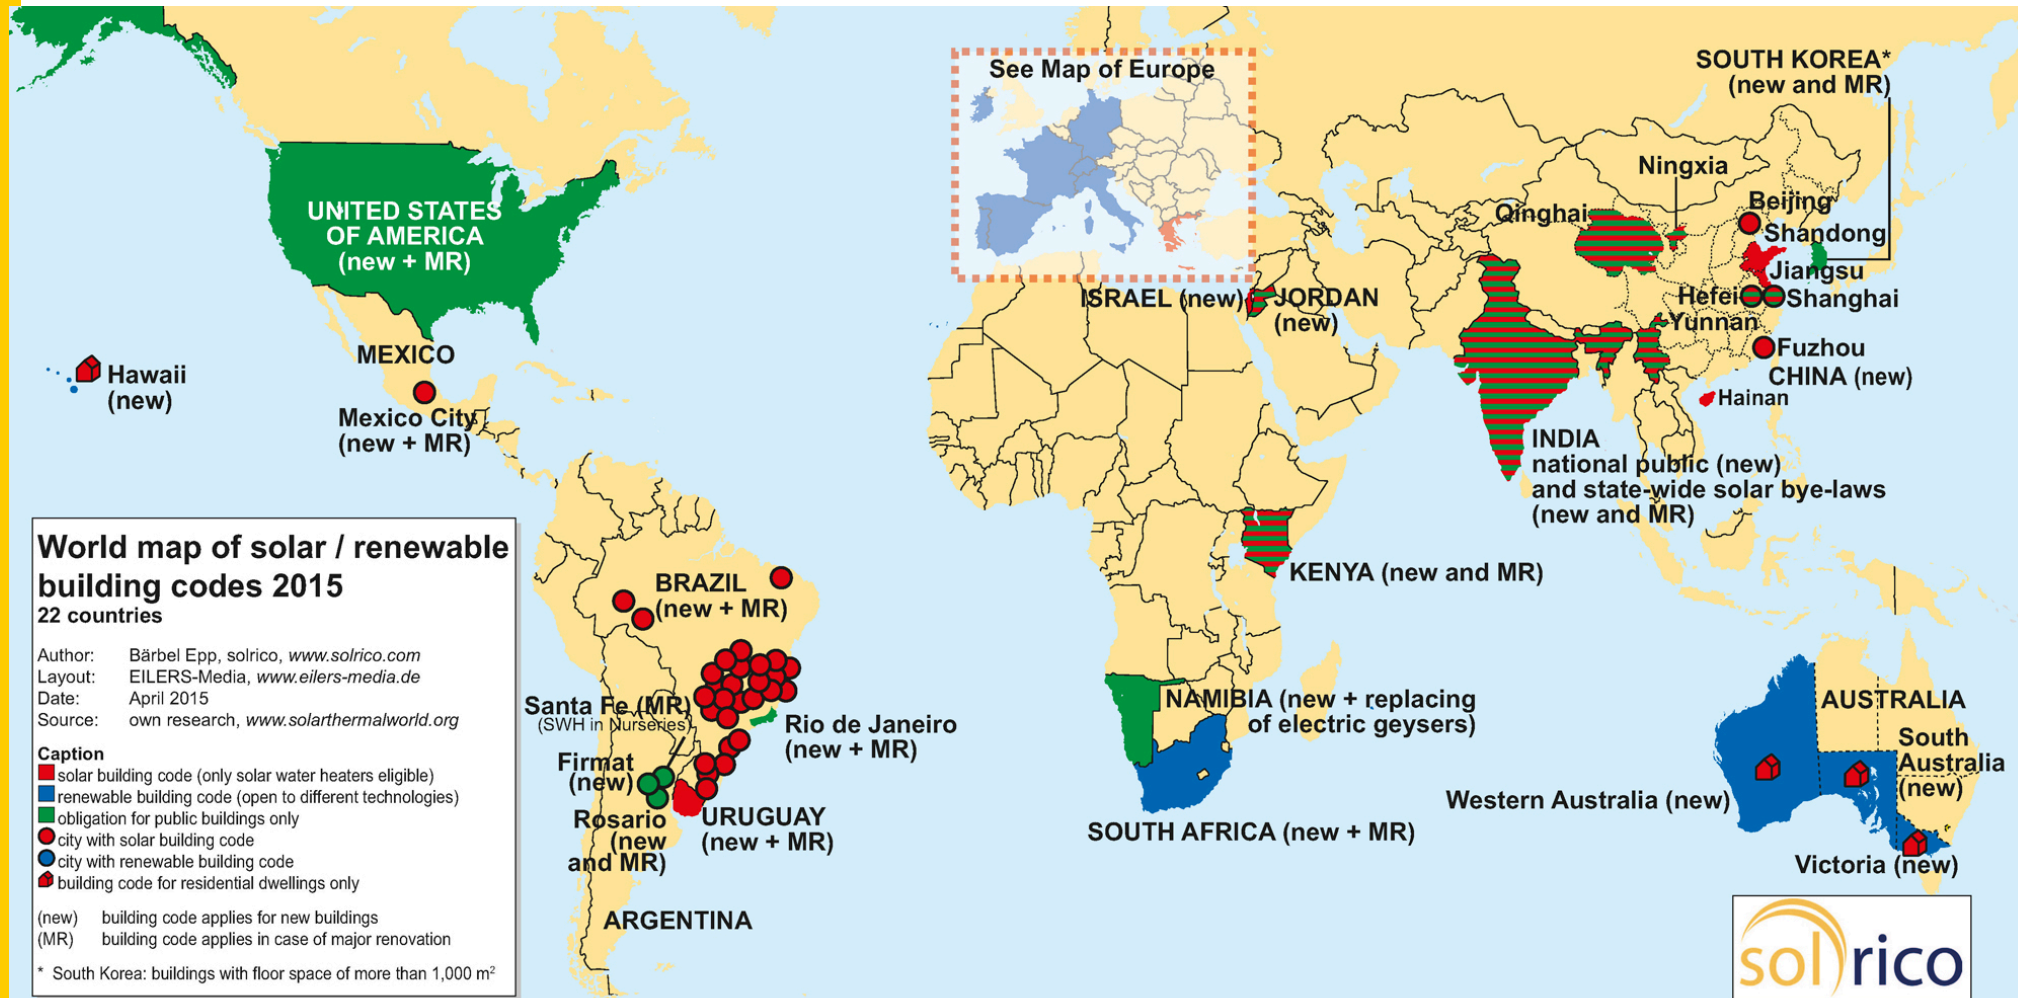 See Map of Europe
SOUTH KOREA*
(new and MR)
Ningxia
Qinghai
Beijing
Shandong
Jiangsu
Hefei
Shanghai
Yunnan
Fuzhou
CHINA (new)
Hainan
UNITED STATES
OF AMERICA
(new + MR)
ISRAEL (new)
JORDAN
(new)
MEXICO
Hawaii
(new)
Mexico City
(new + MR)
INDIA
national public (new)
and state-wide solar bye-laws
(new and MR)
KENYA (new and MR)
BRAZIL
(new + MR)
Santa Fe (MR)
(SWH in Nurseries)
Rio de Janeiro
(new + MR)
Firmat
(new)
Rosario
(new
and MR)
URUGUAY
(new + MR)
ARGENTINA
NAMIBIA (new + replacing
of electric geysers)
SOUTH AFRICA (new + MR)
AUSTRALIA
South
Australia
(new)
Western Australia (new)
Victoria (new)
World map of solar / renewable
building codes 2015
22 countries
Author: Bärbel Epp, solrico, www.solrico.com
Layout: EILERS-Media, www.eilers-media.de
Date: April 2015
Source: own research, www.solarthermalworld.org
Caption
solar building code (only solar water heaters eligible)
renewable building code (open to different technologies)
obligation for public buildings only
city with solar building code
city with renewable building code
building code for residential dwellings only
(new) building code applies for new buildings
(MR) building code applies in case of major renovation
* South Korea: buildings with floor space of more than 1,000 m²
solrico